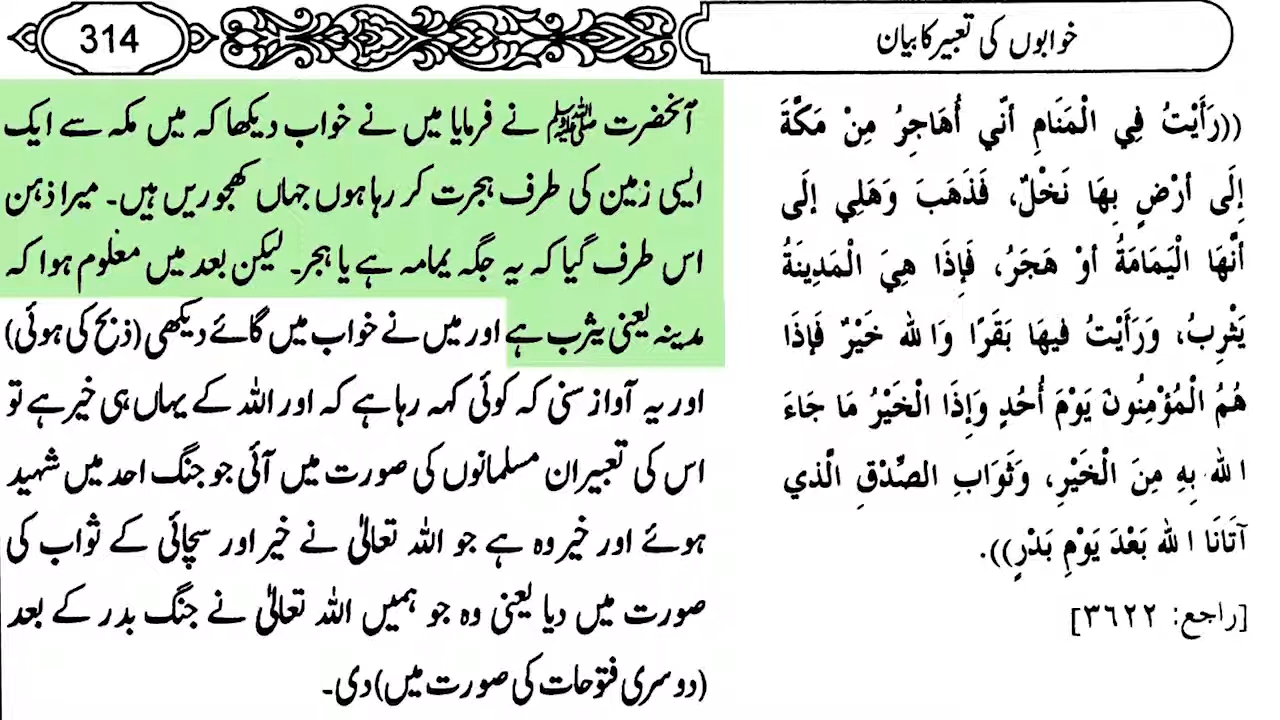 خوابوں کی تعبیر کا بیان
314
((رَأَيْتُ فِي الْمَنَامِ أَنِّي أُهَاجِرُ مِنْ مَكَّةَ
إِلَى أَرْضٍ بِهَا نَخْلٌ، فَذَهَبَ وَهَلِي إِلَى
أَنَّهَا الْيَمَامَةُ أَوْ هَجَرُ، فَإِذَا هِيَ الْمَدِينَةُ
يَثْرِبُ، وَرَأَيْتُ فِيهَا بَقَرًا وَالله خَيْرٌ فَإِذَا
هُمُ الْمُؤْمِنُونَ يَوْمَ أُحُدٍ وَإِذَا الْخَيْرُ مَا جَاءَ
الله بِهِ مِنَ الْخَيْرِ، وَثَوَابِ الصِّدْقِ الَّذِي
آتَانَا الله بَعْدَ يَوْمِ بَدْرٍ)).
[راجع: ٣٦٢٢]
آنحضرت ﷺ نے فرمایا میں نے خواب دیکھا کہ میں مکہ سے ایک
ایسی زمین کی طرف ہجرت کر رہا ہوں جہاں کھجوریں ہیں۔ میرا ذہن
اس طرف گیا کہ یہ جگہ یمامہ ہے یا ہجر۔ لیکن بعد میں معلوم ہوا کہ
مدینہ یعنی یثرب ہے اور میں نے خواب میں گائے دیکھی (ذبح کی ہوئی)
اور یہ آواز سنی کہ کوئی کہہ رہا ہے کہ اور اللہ کے یہاں ہی خیر ہے تو
اس کی تعبیر ان مسلمانوں کی صورت میں آئی جو جنگ احد میں شہید
ہوئے اور خیر وہ ہے جو اللہ تعالیٰ نے خیر اور سچائی کے ثواب کی
صورت میں دیا یعنی وہ جو ہمیں اللہ تعالیٰ نے جنگ بدر کے بعد
(دوسری فتوحات کی صورت میں) دی۔